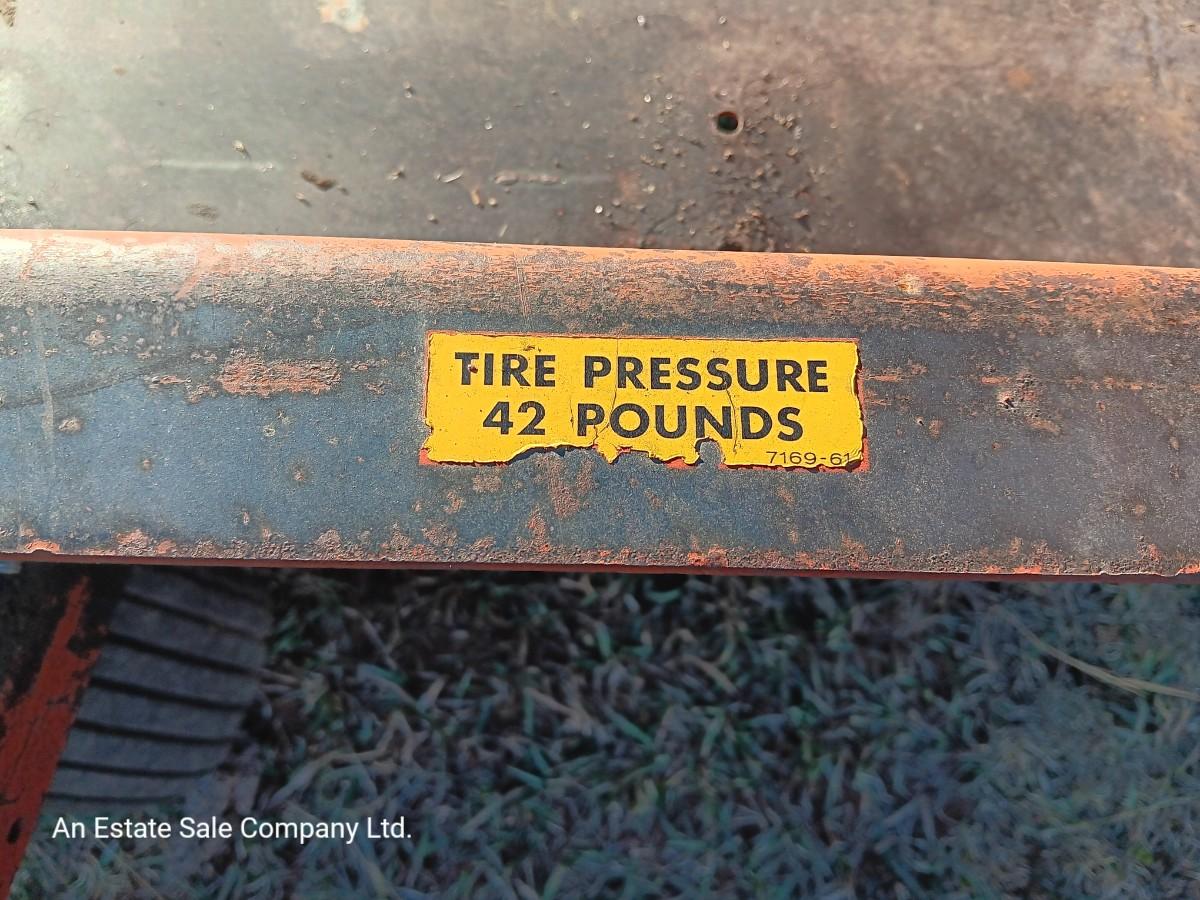 TIRE PRESSURE
42 POUNDS
7169-61
An Estate Sale Company Ltd.